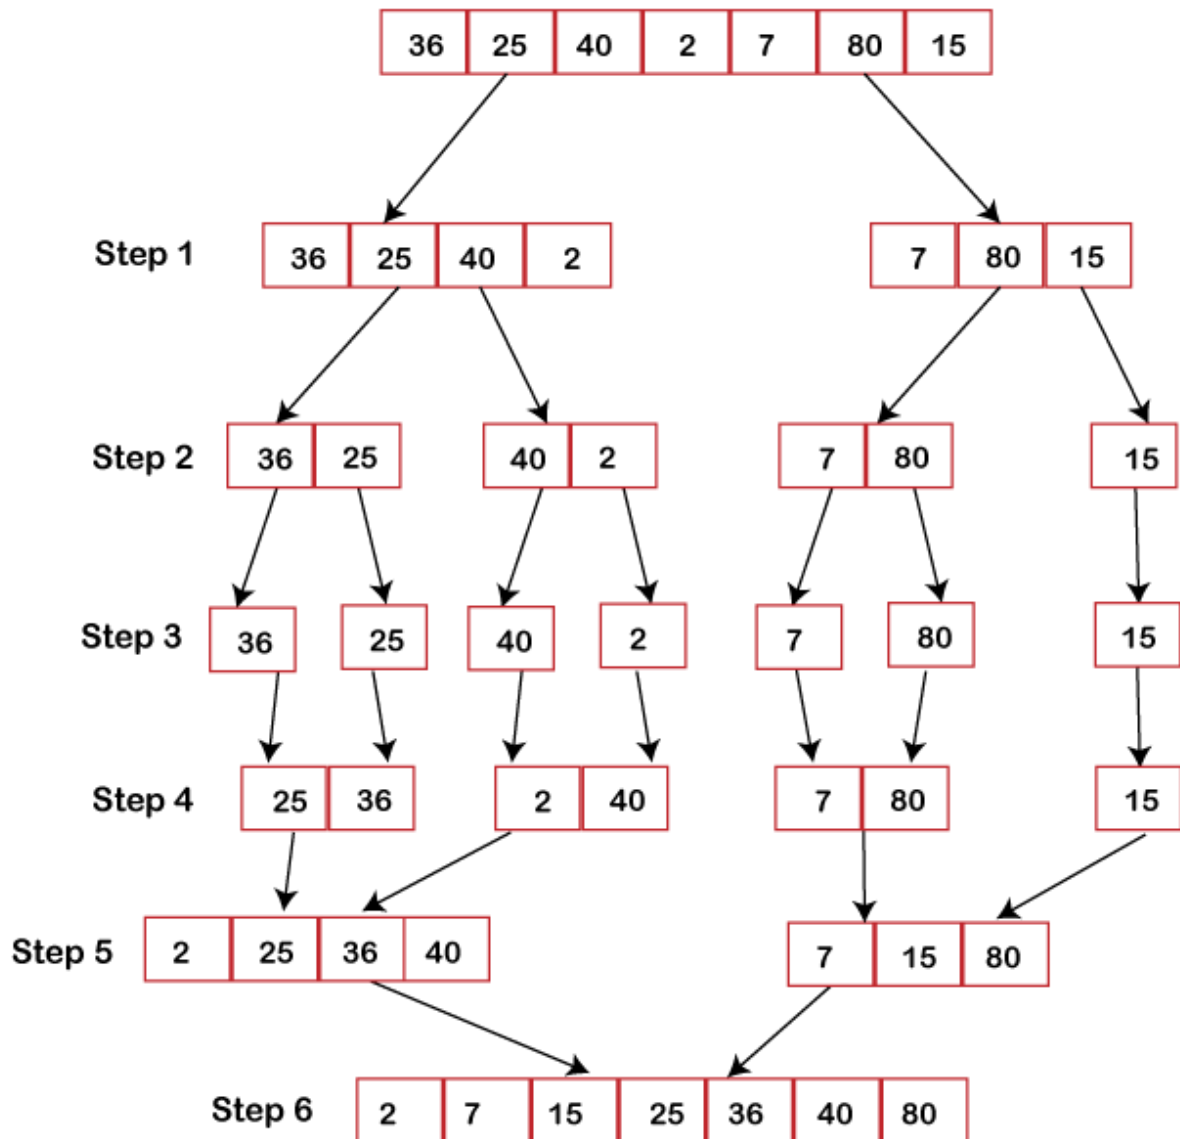 36 25 40 2 7 80 15
Step 1 36 25 40 2 7 80 15
Step 2 36 25 40 2 7 80 15
Step 3 36 25 40 2 7 80 15
Step 4 25 36 2 40 7 80 15
Step 5 2 25 36 40 7 15 80
Step 6 2 7 15 25 36 40 80